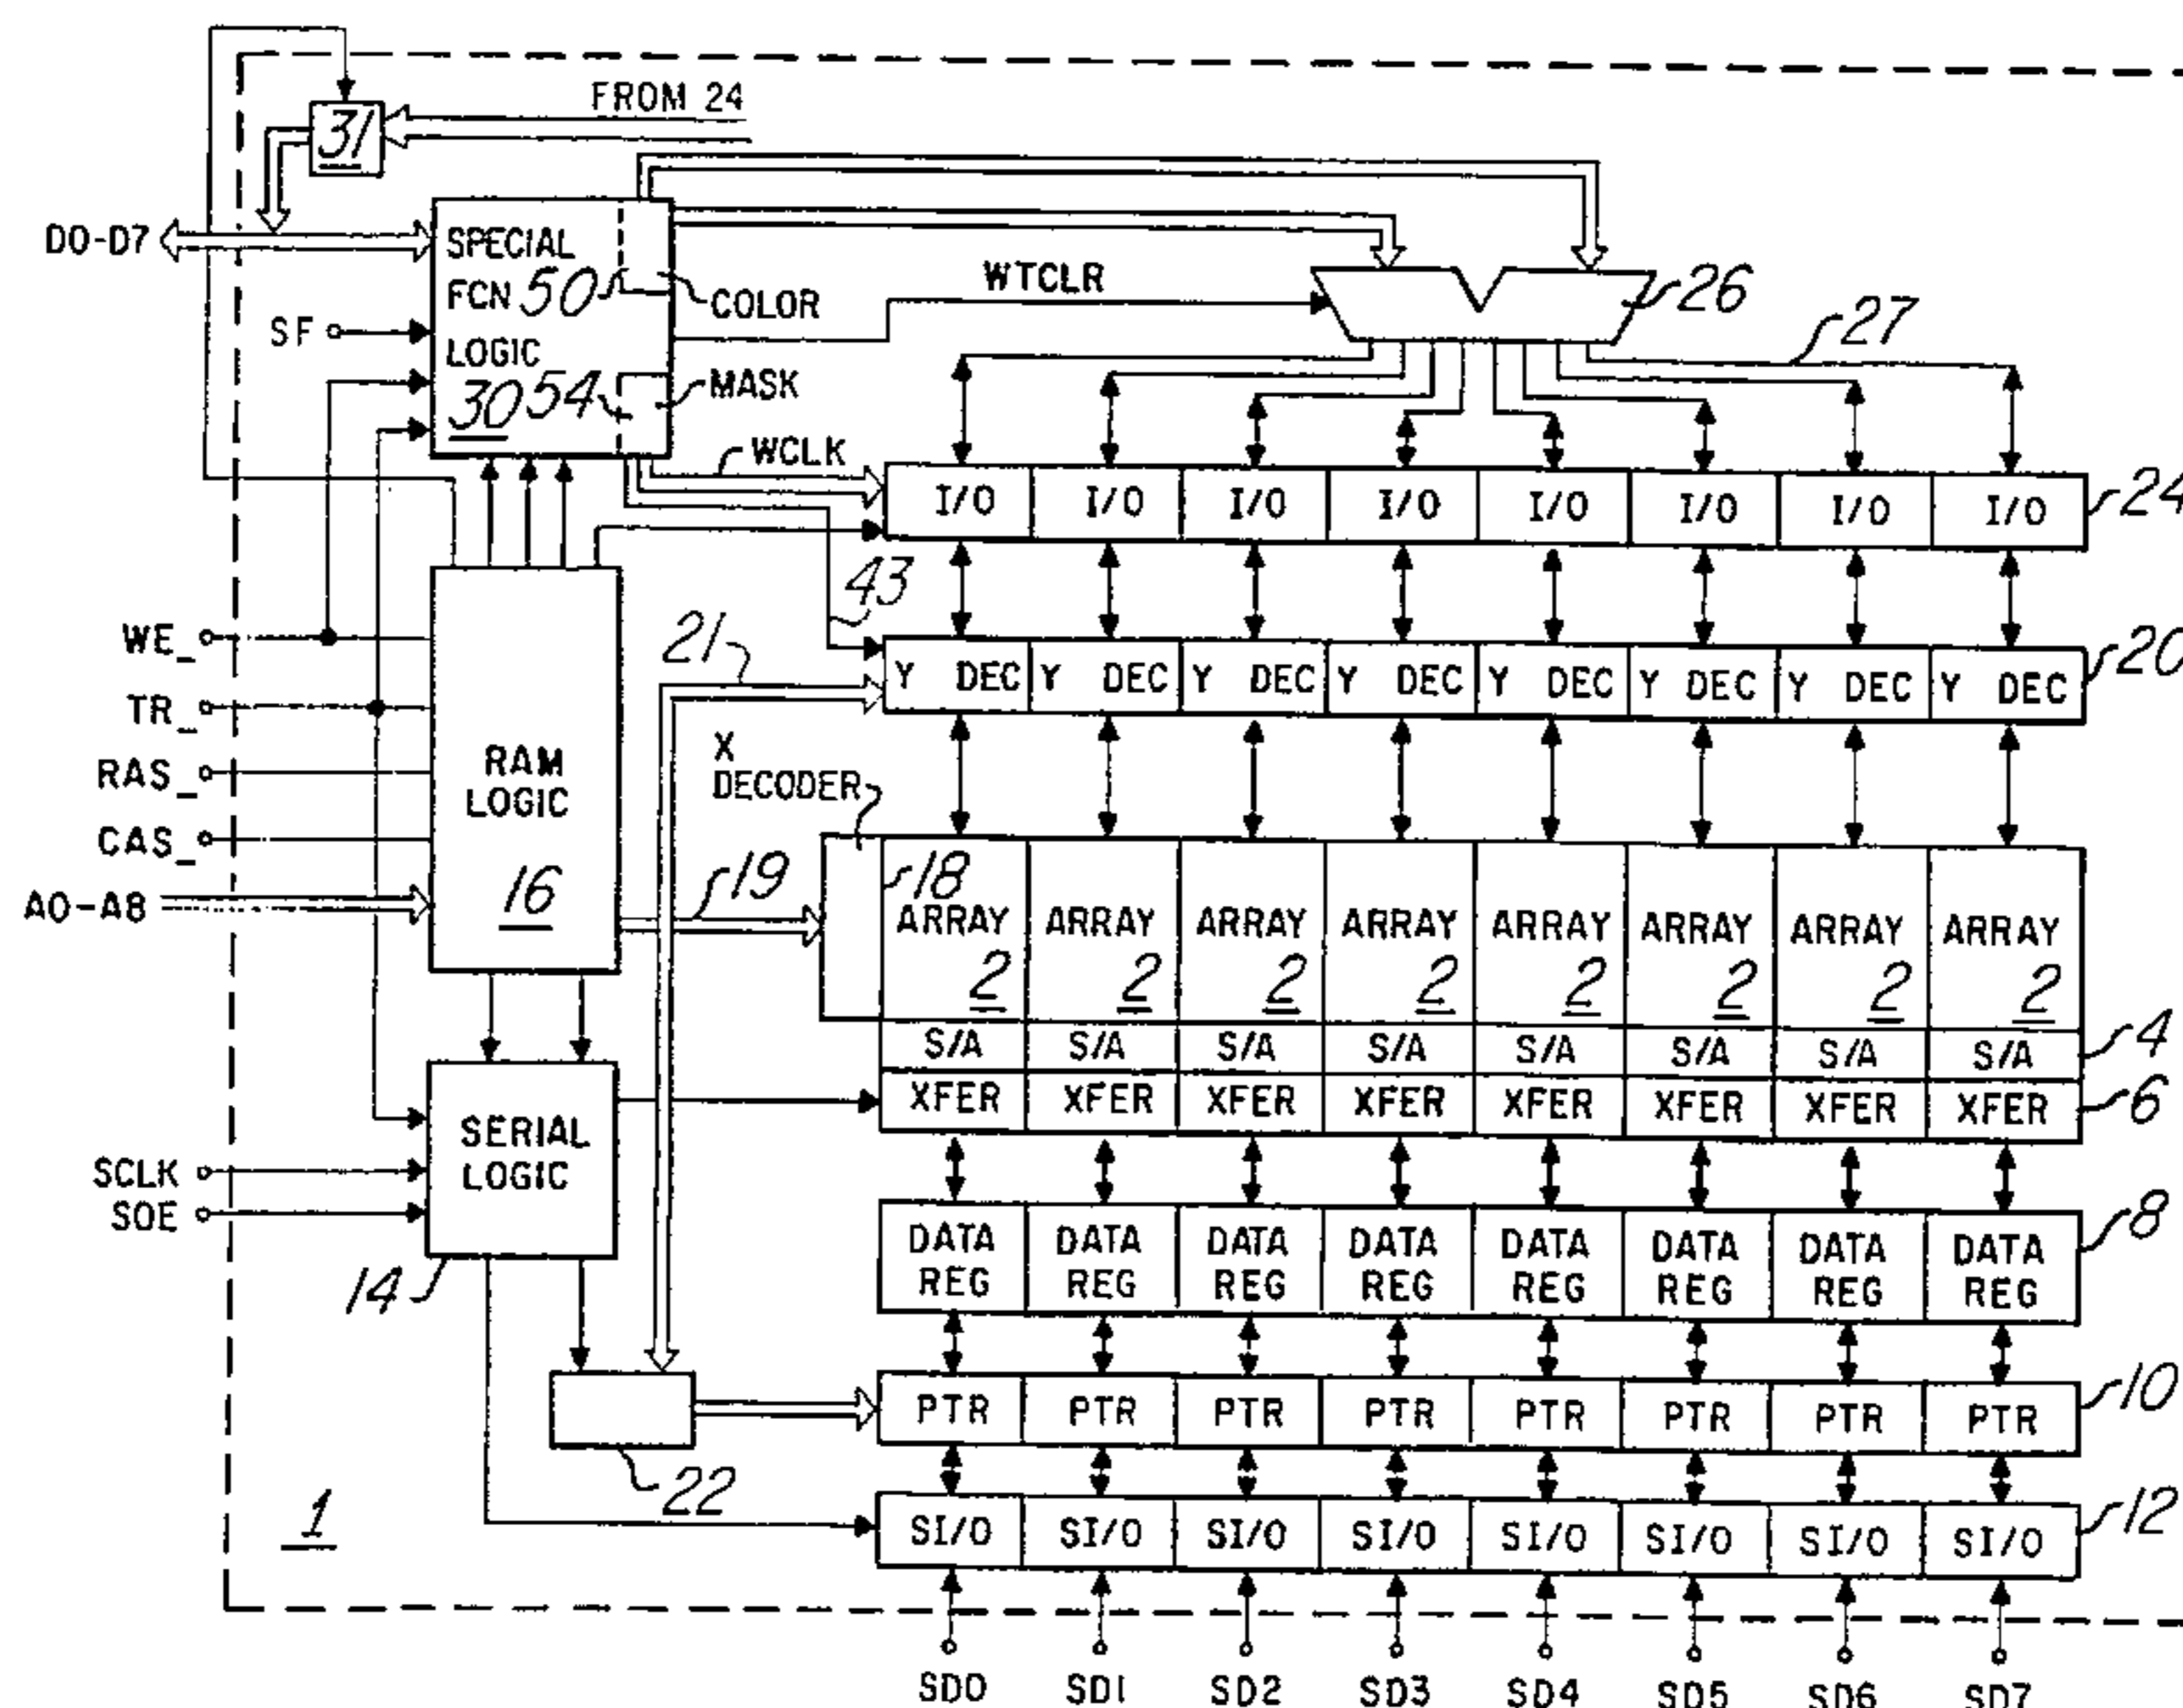 FROM 24
31
D0-D7
SPECIAL
FCN 50
LOGIC
30 54
COLOR
MASK
SF
WTCLR
26
27
WCLK
I/O I/O I/O I/O I/O I/O I/O I/O
24
43
21
Y DEC Y DEC Y DEC Y DEC Y DEC Y DEC Y DEC Y DEC
20
WE_
TR_
RAS_
CAS_
A0-A8
RAM
LOGIC
16
X
DECODER
19
18
ARRAY ARRAY ARRAY ARRAY ARRAY ARRAY ARRAY ARRAY
2 2 2 2 2 2 2 2
S/A S/A S/A S/A S/A S/A S/A S/A
4
XFER XFER XFER XFER XFER XFER XFER XFER
6
SERIAL
LOGIC
SCLK
SOE
14
DATA DATA DATA DATA DATA DATA DATA DATA
REG REG REG REG REG REG REG REG
8
PTR PTR PTR PTR PTR PTR PTR PTR
10
22
SI/O SI/O SI/O SI/O SI/O SI/O SI/O SI/O
12
1
SD0 SD1 SD2 SD3 SD4 SD5 SD6 SD7